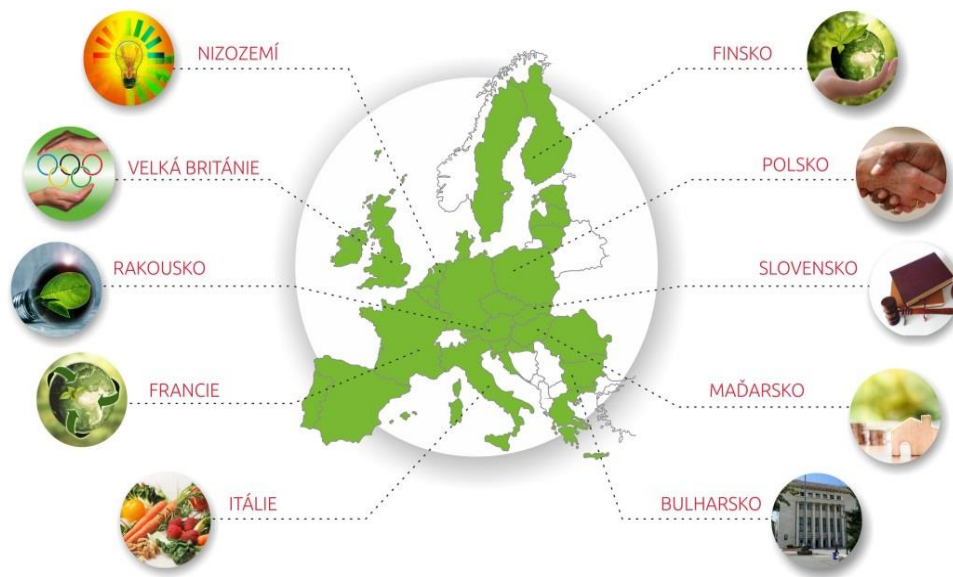 NIZOZEMÍ
FINSKO
VELKÁ BRITÁNIE
POLSKO
RAKOUSKO
SLOVENSKO
FRANCIE
MAĎARSKO
ITÁLIE
BULHARSKO